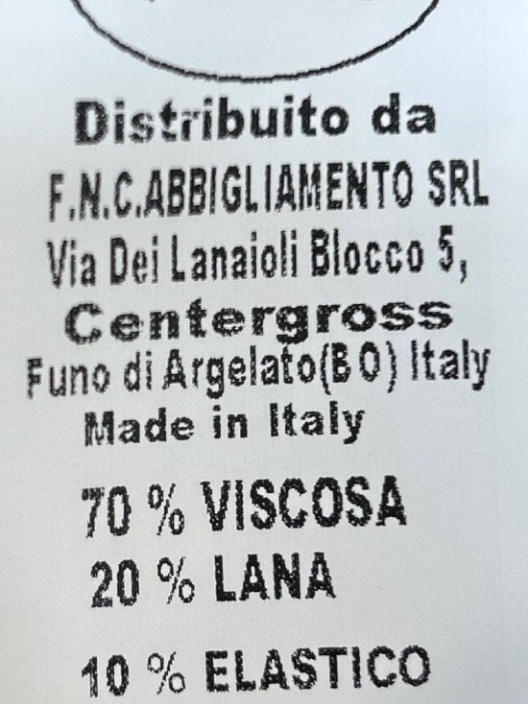 Distribuito da
F.N.C.ABBIGLIAMENTO SRL
Via Dei Lanaioli Blocco 5,
Centergross
Funo di Argelato(BO) Italy
Made in Italy
70 % VISCOSA
20 % LANA
10 % ELASTICO